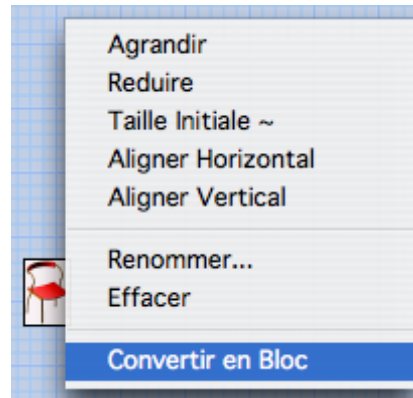 Agrandir
Reduire
Taille Initiale ~
Aligner Horizontal
Aligner Vertical
Renommer...
Effacer
Convertir en Bloc